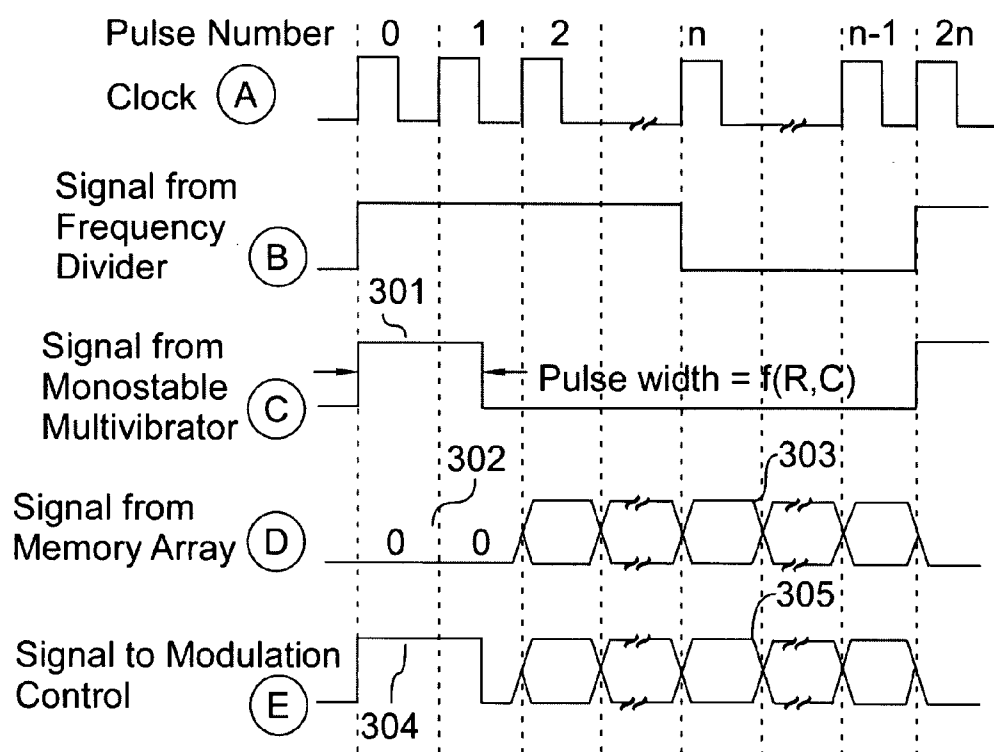 Pulse Number 0 1 2 n n-1 2n
Clock A
Signal from
Frequency
Divider B
301
Signal from
Monostable
Multivibrator C
Pulse width = f(R,C)
302
303
Signal from
Memory Array D
0 0
305
Signal to Modulation
Control E
304